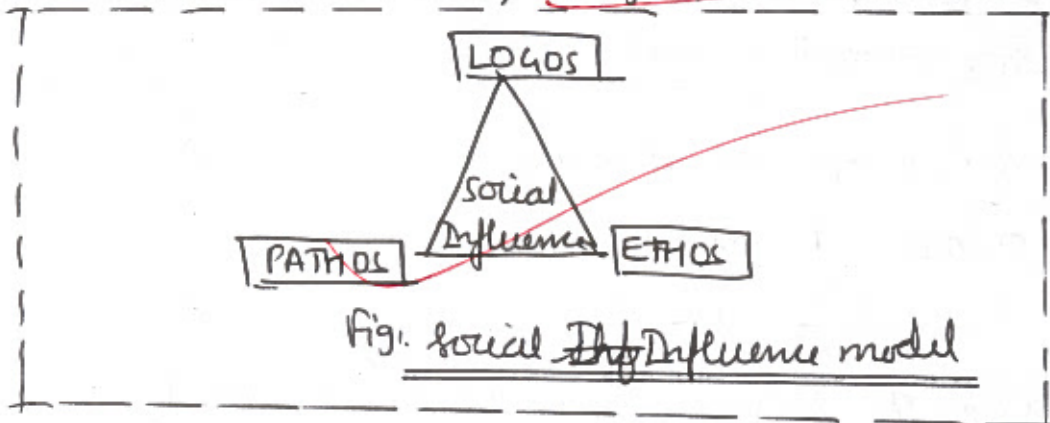 LOGOS
social
Influence
PATHOS
ETHOS
Fig. Social Influence model